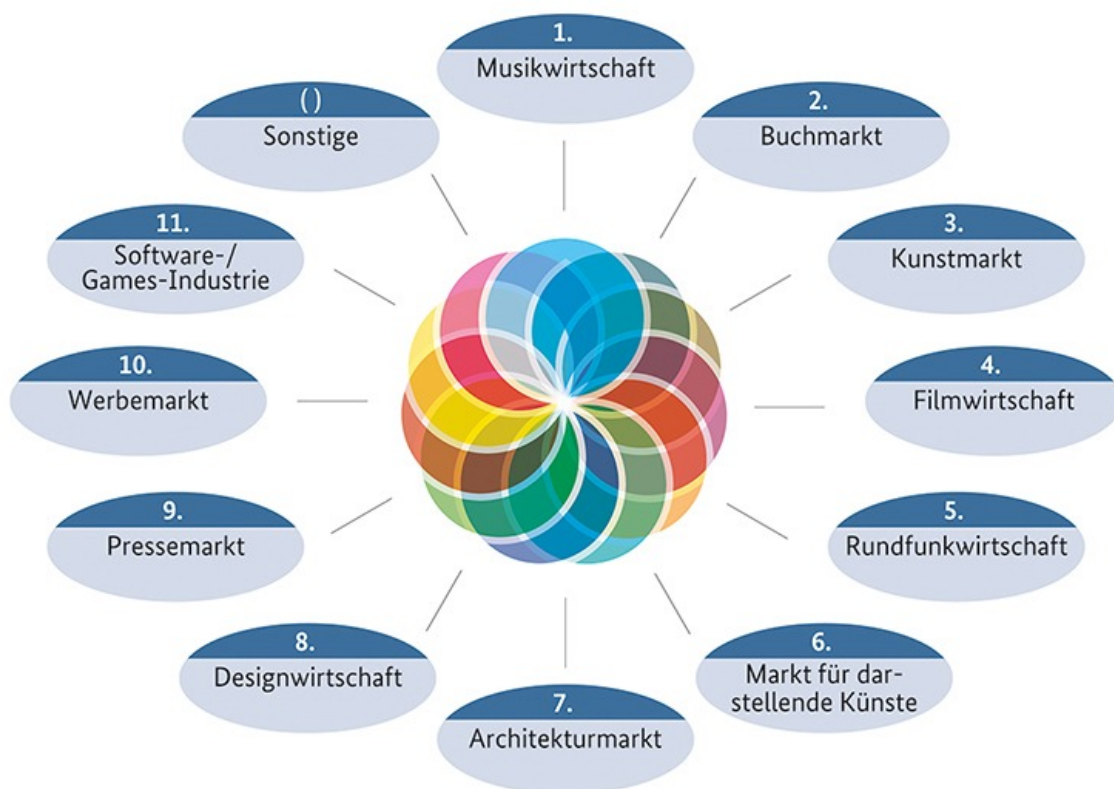 1.
Musikwirtschaft
2.
Buchmarkt
3.
Kunstmarkt
4.
Filmwirtschaft
5.
Rundfunkwirtschaft
6.
Markt für dar-
stellende Künste
7.
Architekturmarkt
8.
Designwirtschaft
9.
Pressemarkt
10.
Werbemarkt
11.
Software-/
Games-Industrie
( )
Sonstige